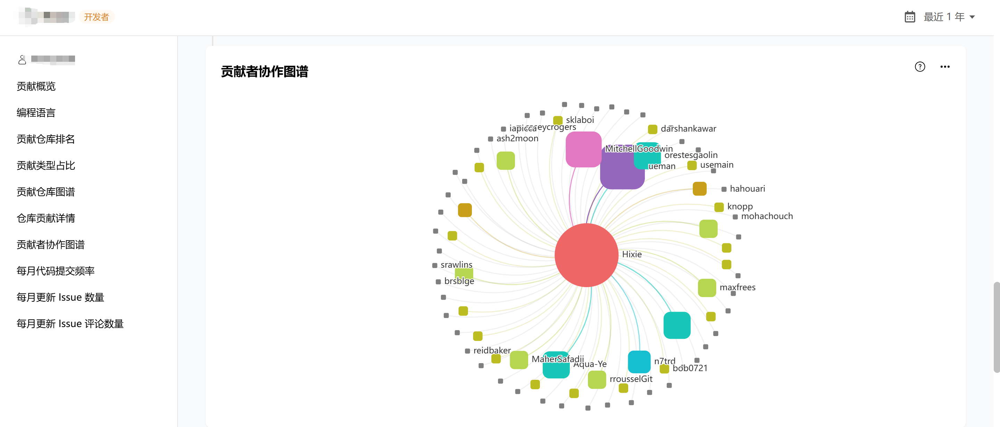 开发者
最近 1 年
贡献概览
编程语言
贡献仓库排名
贡献类型占比
贡献仓库图谱
仓库贡献详情
贡献者协作图谱
每月代码提交频率
每月更新 Issue 数量
每月更新 Issue 评论数量
贡献者协作图谱
sklaboi
iapicca
caseycrogers
darshankawar
ash2moon
MitchellGoodwin
orestesgaolin
ueman
usemain
hahouari
knopp
mohachouch
Hixie
srawlins
brsblge
maxfrees
reidbaker
MaherSafadii
Aqua-Ye
n7trd
bob0721
rrousselGit